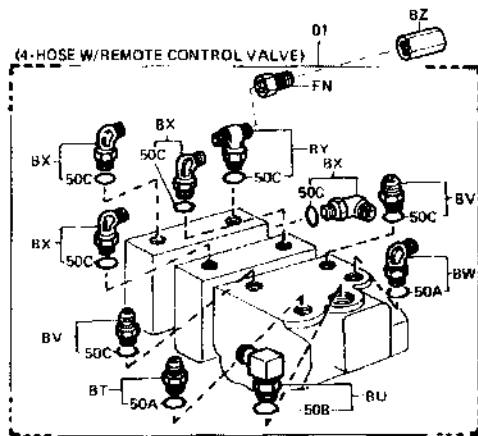 BZ
01
(4-HOSE W/REMOTE CONTROL VALVE)
FN
BX
BX
BY
BX
50C
50C
50C
50C
BV
50C
BX
50C
BW
50A
BV
50C
BT
50A
50B
BU